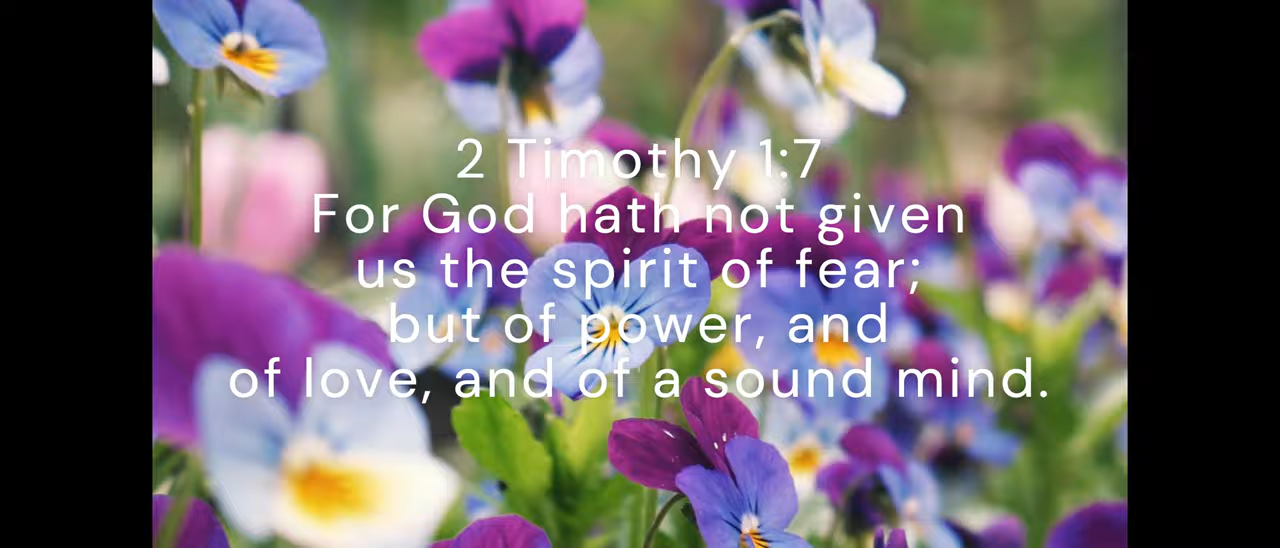 2 Timothy 1:7
For God hath not given
us the spirit of fear;
but of power, and
of love, and of a sound mind.